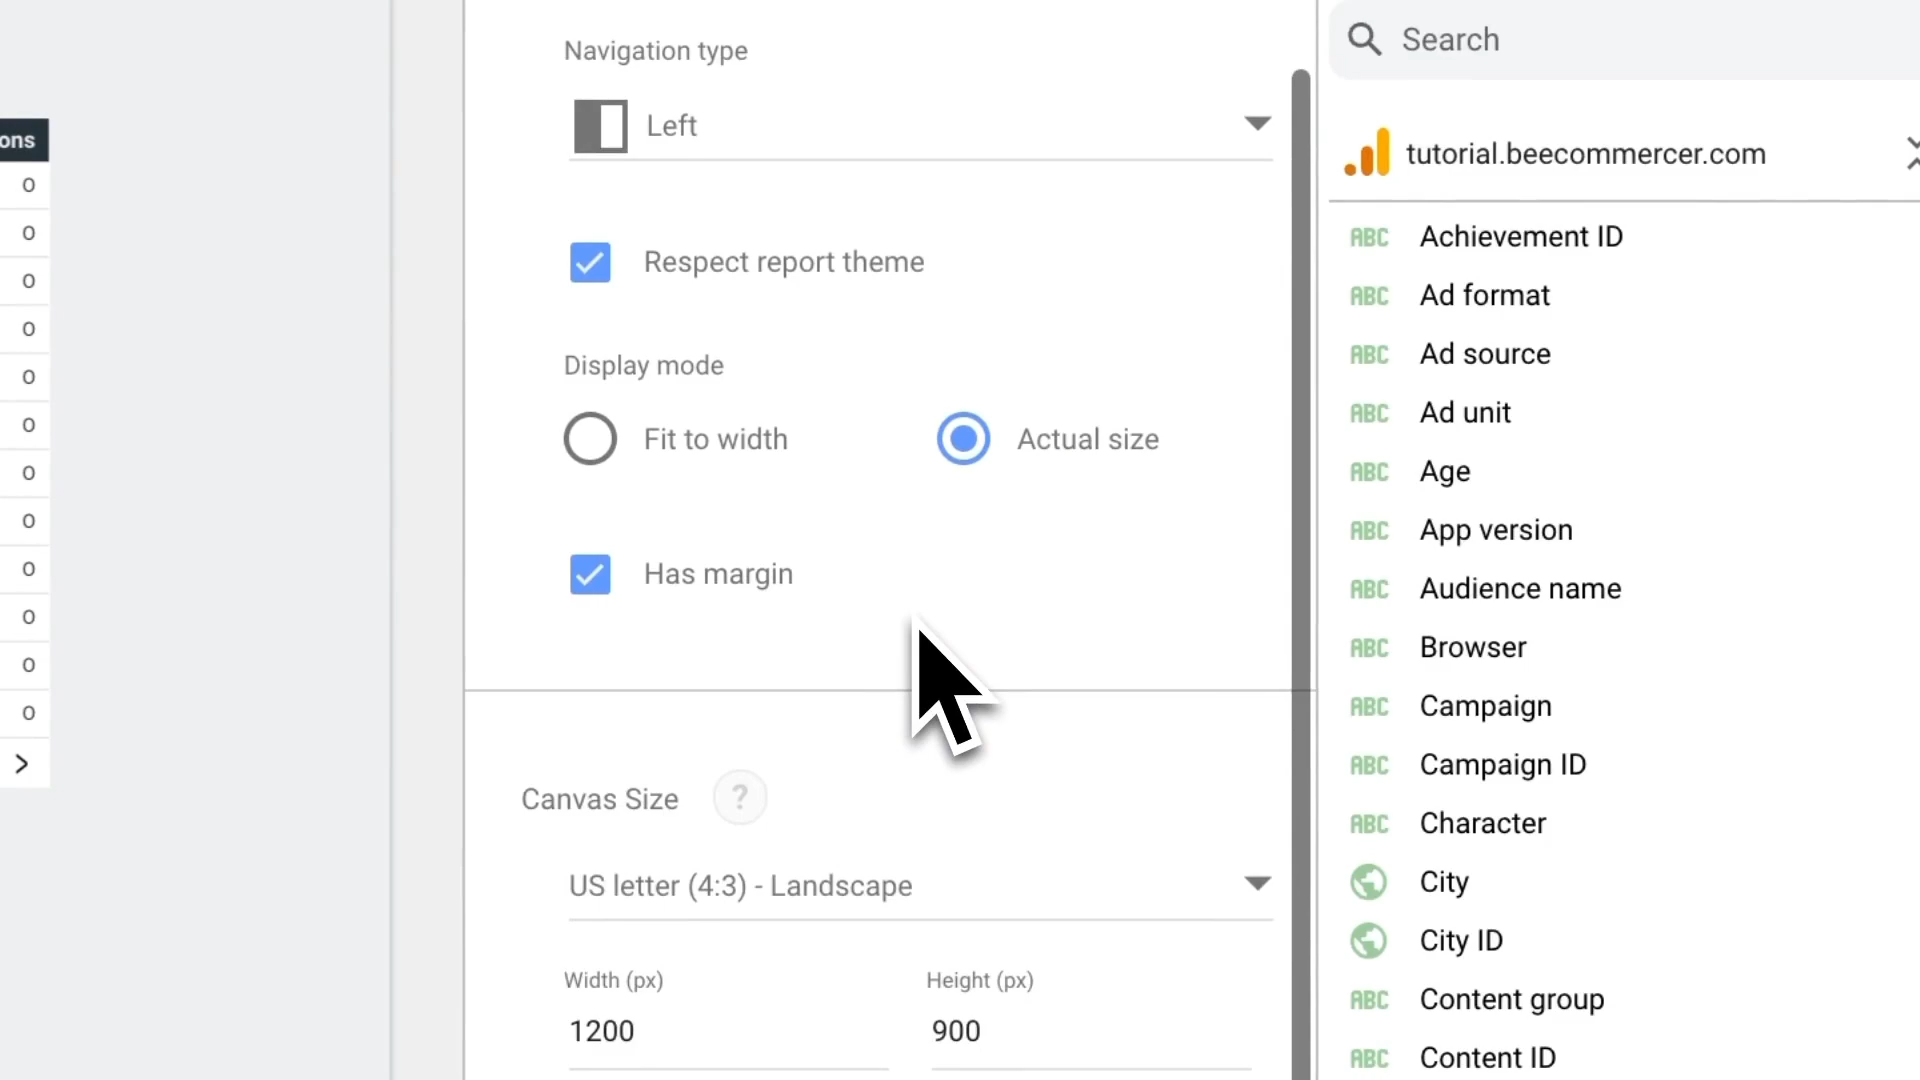 ons
0
0
0
0
0
0
0
0
0
0
0
0
Navigation type
Left
Respect report theme
Display mode
Fit to width
Actual size
Has margin
Canvas Size ?
US letter (4:3) - Landscape
Width (px)
Height (px)
1200
900
Search
tutorial.beecommercer.com
ABC Achievement ID
ABC Ad format
ABC Ad source
ABC Ad unit
ABC Age
ABC App version
ABC Audience name
ABC Browser
ABC Campaign
ABC Campaign ID
ABC Character
City
City ID
ABC Content group
ABC Content ID